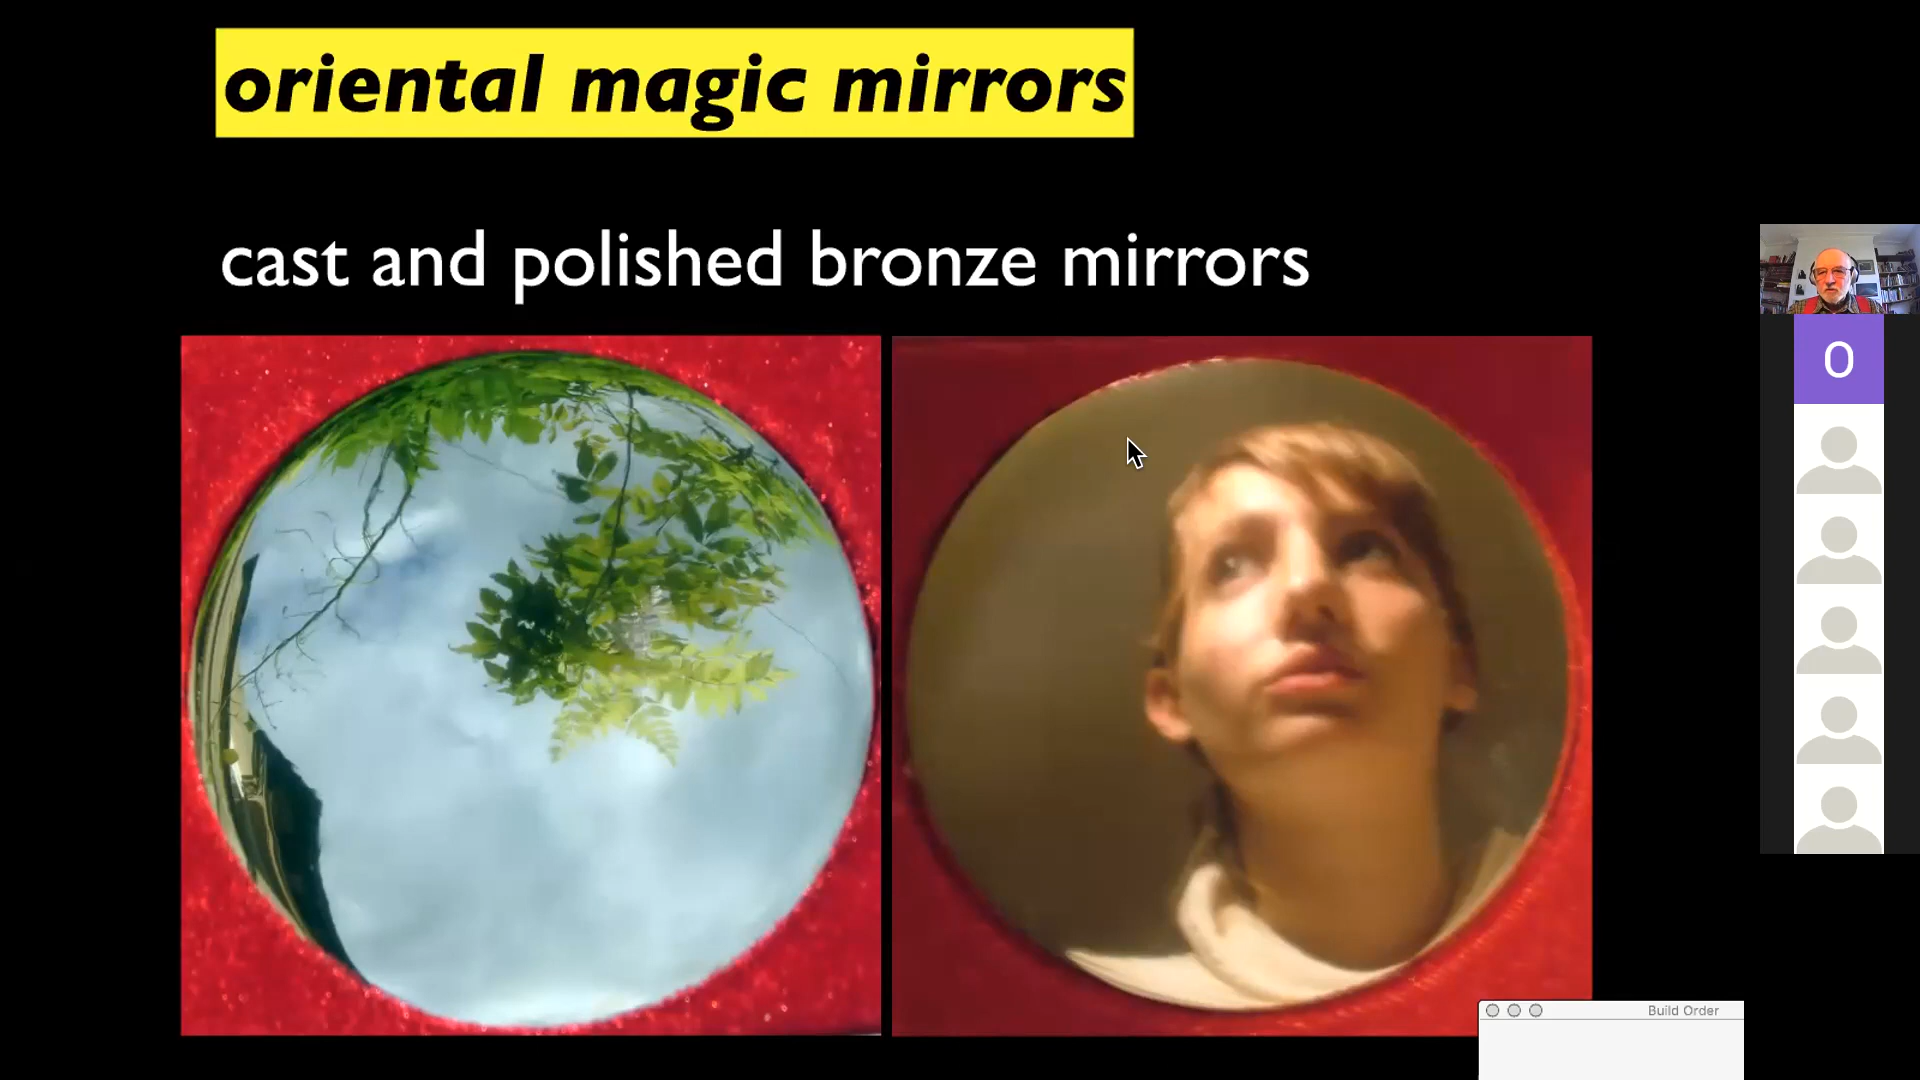 oriental magic mirrors
cast and polished bronze mirrors
O
Build Order